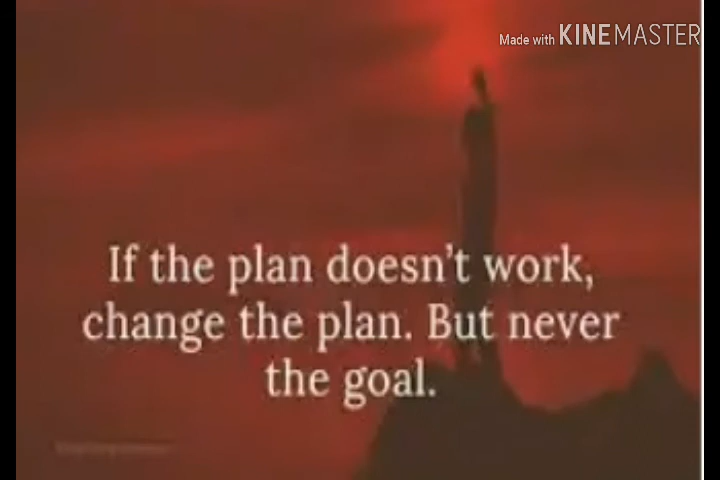 Made with KINEMASTER
If the plan doesn't work,
change the plan. But never
the goal.